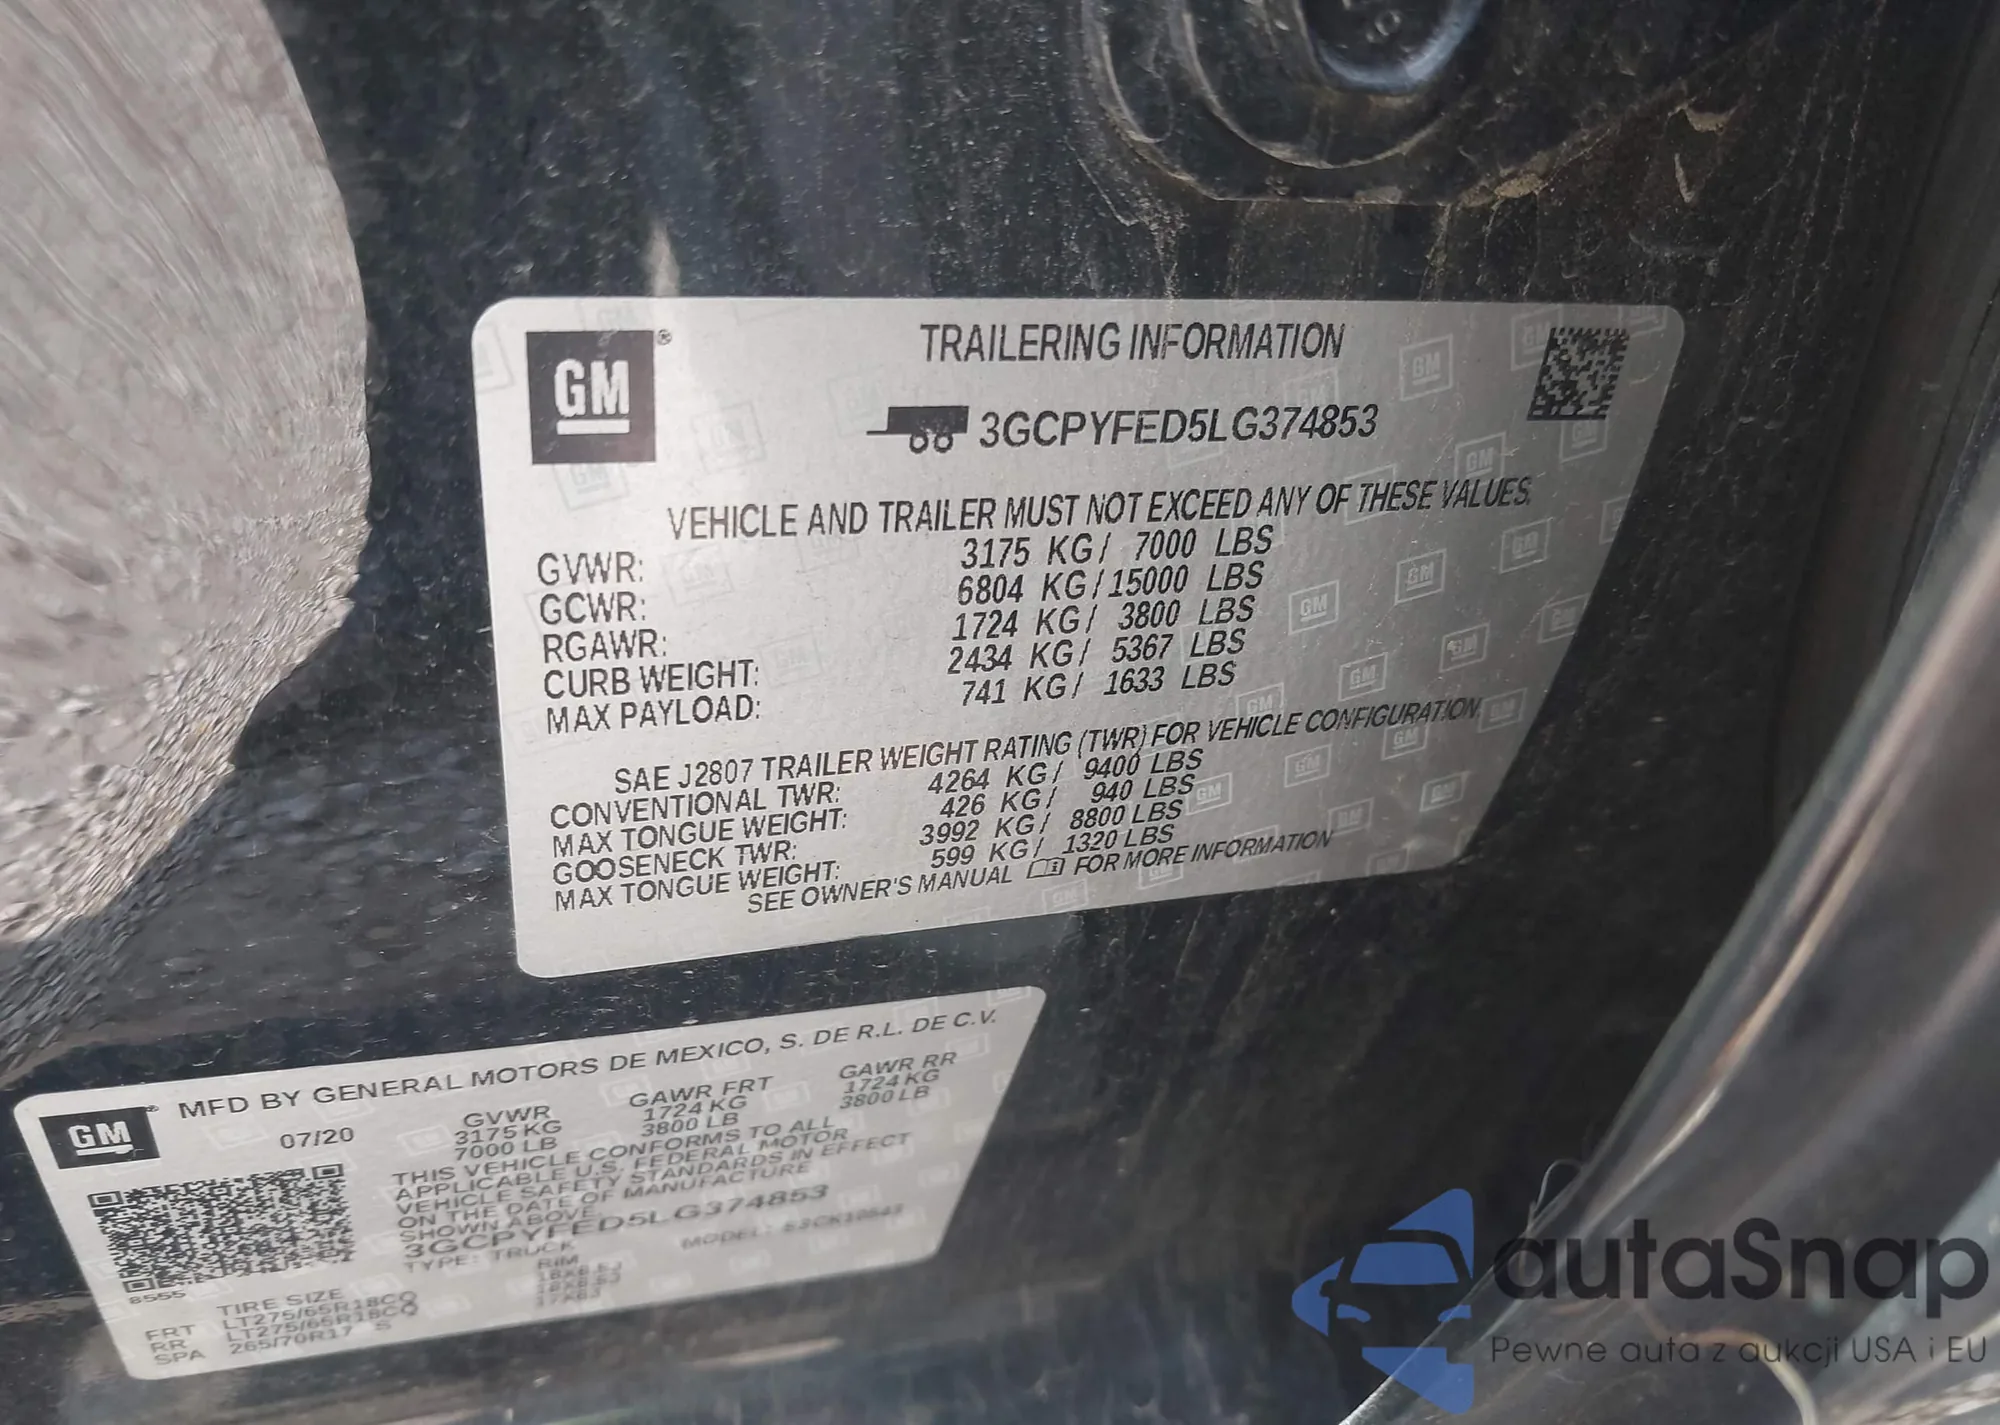 GM ®
TRAILERING INFORMATION
3GCPYFED5LG374853
VEHICLE AND TRAILER MUST NOT EXCEED ANY OF THESE VALUES.
GVWR: 3175 KG/ 7000 LBS
GCWR: 6804 KG/15000 LBS
RGAWR: 1724 KG/ 3800 LBS
CURB WEIGHT: 2434 KG/ 5367 LBS
MAX PAYLOAD: 741 KG/ 1633 LBS
SAE J2807 TRAILER WEIGHT RATING (TWR) FOR VEHICLE CONFIGURATION
CONVENTIONAL TWR: 4264 KG/ 9400 LBS
MAX TONGUE WEIGHT: 426 KG/ 940 LBS
GOOSENECK TWR: 3992 KG/ 8800 LBS
MAX TONGUE WEIGHT: 599 KG/ 1320 LBS
SEE OWNER'S MANUAL FOR MORE INFORMATION
GM ®
MFD BY GENERAL MOTORS DE MEXICO, S. DE R.L. DE C.V.
07/20
GVWR GAWR FRT GAWR RR
3175 KG 1724 KG 1724 KG
7000 LB 3800 LB 3800 LB
THIS VEHICLE CONFORMS TO ALL
APPLICABLE U.S. FEDERAL MOTOR
VEHICLE SAFETY STANDARDS IN EFFECT
ON THE DATE OF MANUFACTURE
SHOWN ABOVE.
3GCPYFED5LG374853
TYPE: TRUCK MODEL:
8555
TIRE SIZE RIM
FRT LT275/65R18CQ
RR LT275/65R18CQ
SPA 265/70R17 S
autaSnap
Pewne auta z aukcji USA i EU